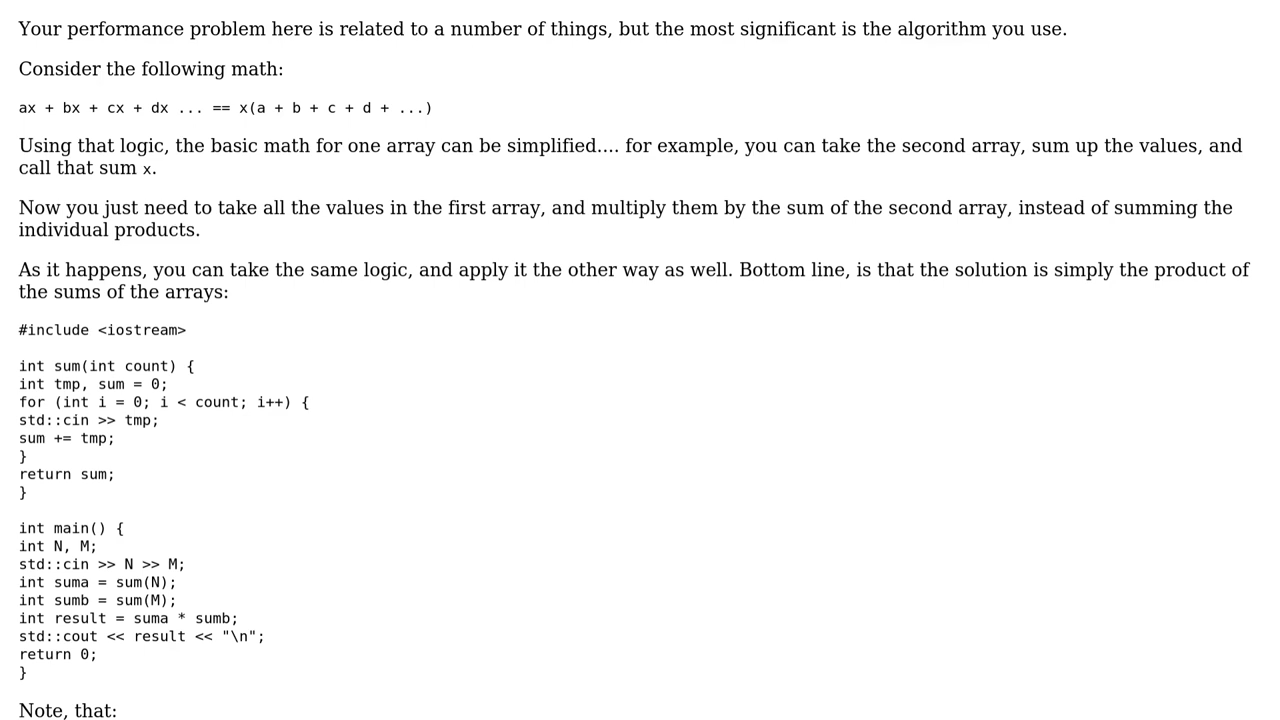 Your performance problem here is related to a number of things, but the most significant is the algorithm you use.
Consider the following math:
ax + bx + cx + dx ... == x(a + b + c + d + ...)
Using that logic, the basic math for one array can be simplified.... for example, you can take the second array, sum up the values, and
call that sum x.
Now you just need to take all the values in the first array, and multiply them by the sum of the second array, instead of summing the
individual products.
As it happens, you can take the same logic, and apply it the other way as well. Bottom line, is that the solution is simply the product of
the sums of the arrays:
#include <iostream>
int sum(int count) {
int tmp, sum = 0;
for (int i = 0; i < count; i++) {
std::cin >> tmp;
sum += tmp;
}
return sum;
}
int main() {
int N, M;
std::cin >> N >> M;
int suma = sum(N);
int sumb = sum(M);
int result = suma * sumb;
std::cout << result << "\n";
return 0;
}
Note, that: